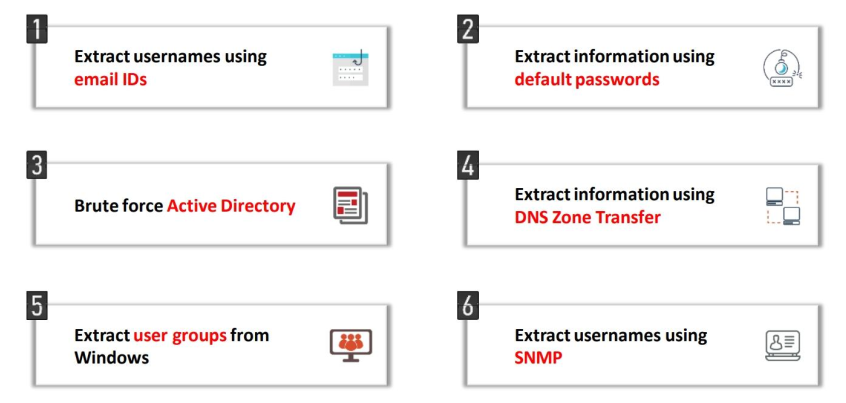 1
Extract usernames using
email IDs
2
Extract information using
default passwords
3
Brute force Active Directory
4
Extract information using
DNS Zone Transfer
5
Extract user groups from
Windows
6
Extract usernames using
SNMP